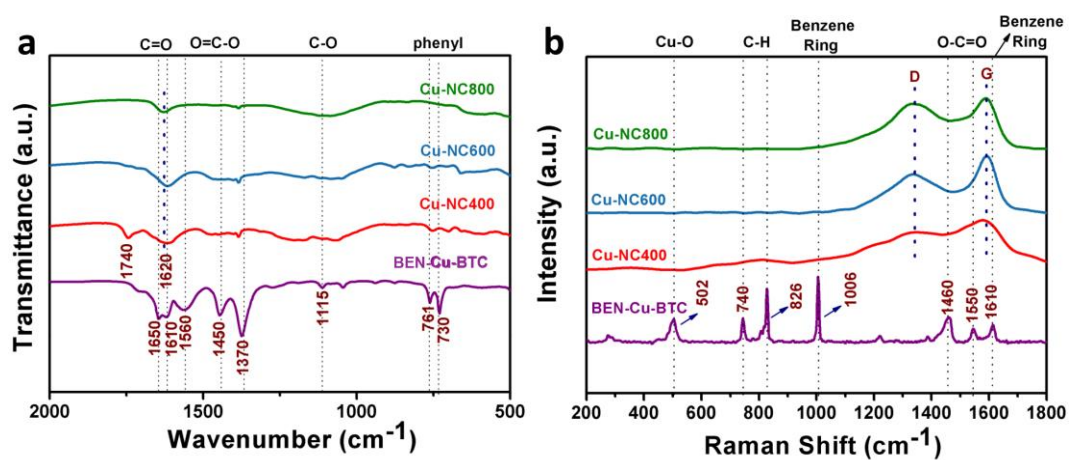 a
C=O
O=C-O
C-O
phenyl
Cu-NC800
Cu-NC600
Cu-NC400
BEN-Cu-BTC
1740
1620
1650
1610
1560
1450
1370
1115
761
730
Transmittance (a.u.)
2000
1500
1000
500
Wavenumber (cm-1)
b
Cu-O
C-H
Benzene
Ring
O-C=O
Benzene
Ring
D
G
Cu-NC800
Cu-NC600
Cu-NC400
BEN-Cu-BTC
502
740
826
1006
1460
1550
1610
Intensity (a.u.)
200
400
600
800
1000
1200
1400
1600
1800
Raman Shift (cm-1)